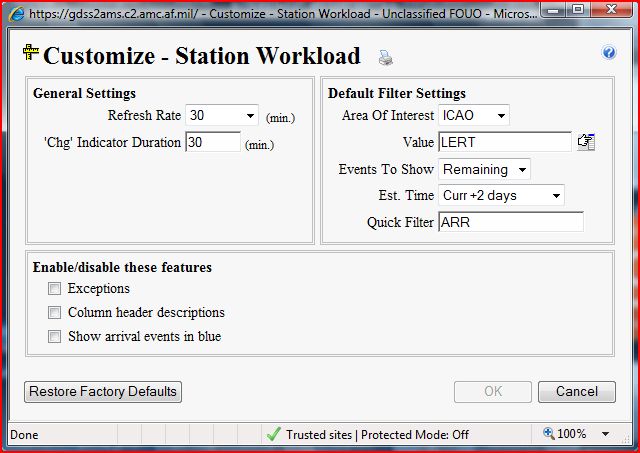 https://gdss2ams.c2.amc.af.mil/ - Customize - Station Workload - Unclassified FOUO - Micros...
Customize - Station Workload
General Settings
Refresh Rate 30 (min.)
'Chg' Indicator Duration 30 (min.)
Default Filter Settings
Area Of Interest ICAO
Value LERT
Events To Show Remaining
Est. Time Curr +2 days
Quick Filter ARR
Enable/disable these features
Exceptions
Column header descriptions
Show arrival events in blue
Restore Factory Defaults OK Cancel
Done Trusted sites | Protected Mode: Off 100%